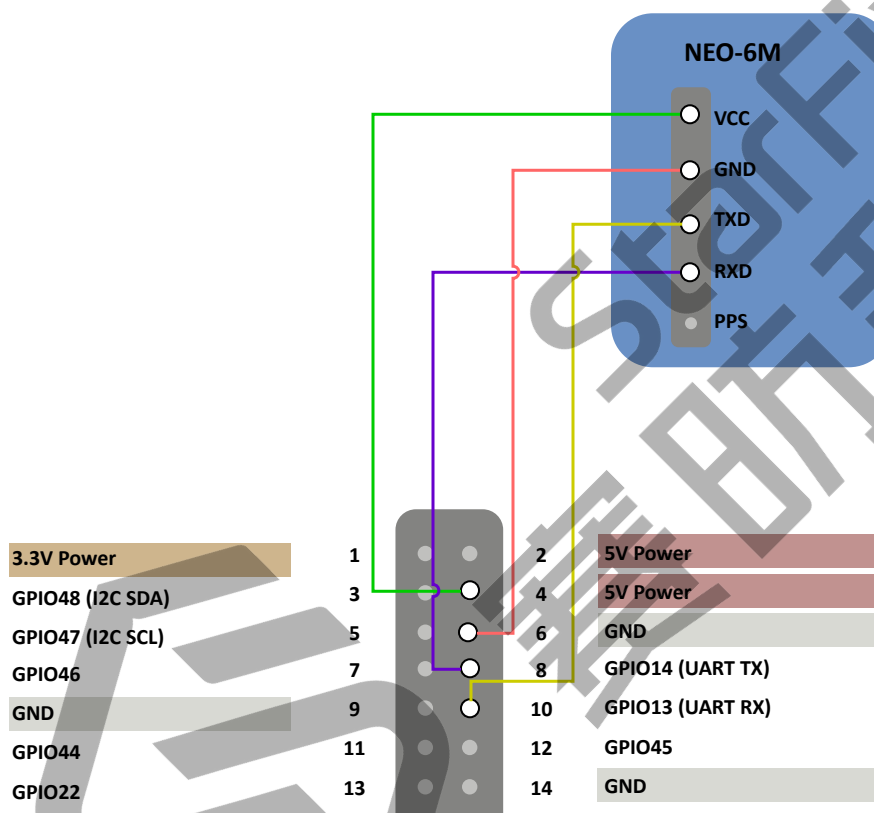 NEO-6M
VCC
GND
TXD
RXD
PPS
3.3V Power 1 2 5V Power
GPIO48 (I2C SDA) 3 4 5V Power
GPIO47 (I2C SCL) 5 6 GND
GPIO46 7 8 GPIO14 (UART TX)
GND 9 10 GPIO13 (UART RX)
GPIO44 11 12 GPIO45
GPIO22 13 14 GND